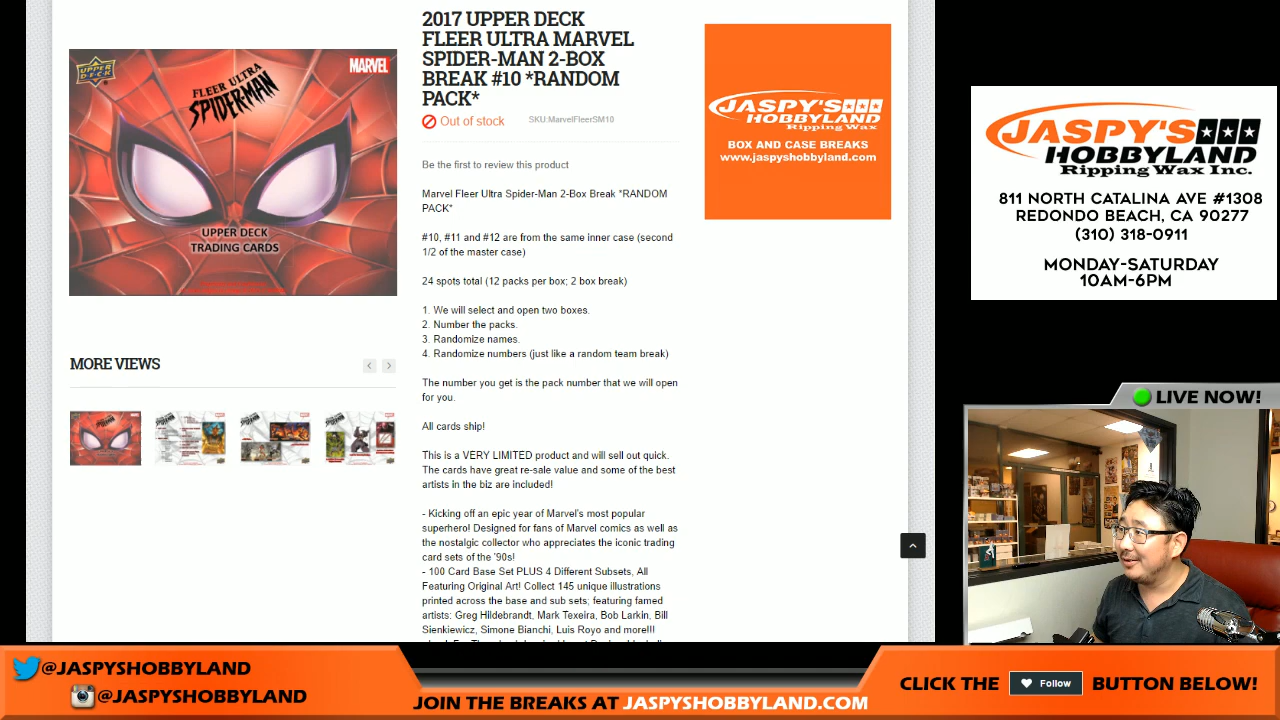 UPPER DECK
MARVEL
FLEER ULTRA
SPIDERMAN
UPPER DECK
TRADING CARDS
MORE VIEWS
2017 UPPER DECK
FLEER ULTRA MARVEL
SPIDER-MAN 2-BOX
BREAK #10 *RANDOM
PACK*
Out of stock
SKU:MarvelFleerSM10
Be the first to review this product
Marvel Fleer Ultra Spider-Man 2-Box Break *RANDOM
PACK*
#10, #11 and #12 are from the same inner case (second
1/2 of the master case)
24 spots total (12 packs per box; 2 box break)
1. We will select and open two boxes.
2. Number the packs.
3. Randomize names.
4. Randomize numbers (just like a random team break)
The number you get is the pack number that we will open
for you.
All cards ship!
This is a VERY LIMITED product and will sell out quick.
The cards have great re-sale value and some of the best
artists in the biz are included!
- Kicking off an epic year of Marvel's most popular
superhero! Designed for fans of Marvel comics as well as
the nostalgic collector who appreciates the iconic trading
card sets of the '90s!
- 100 Card Base Set PLUS 4 Different Subsets, All
Featuring Original Art! Collect 145 unique illustrations
printed across the base and sub sets; featuring famed
artists: Greg HIldebrandt, Mark Texeira, Bob Larkin, Bill
Sienkiewicz, Simone Bianchi, Luis Royo and more!!!
JASPY'S
HOBBYLAND
Ripping Wax
BOX AND CASE BREAKS
www.jaspyshobbyland.com
JASPY'S
HOBBYLAND
Ripping Wax Inc.
811 NORTH CATALINA AVE #1308
REDONDO BEACH, CA 90277
(310) 318-0911
MONDAY-SATURDAY
10AM-6PM
LIVE NOW!
@JASPYSHOBBYLAND
@JASPYSHOBBYLAND
JOIN THE BREAKS AT JASPYSHOBBYLAND.COM
CLICK THE Follow BUTTON BELOW!